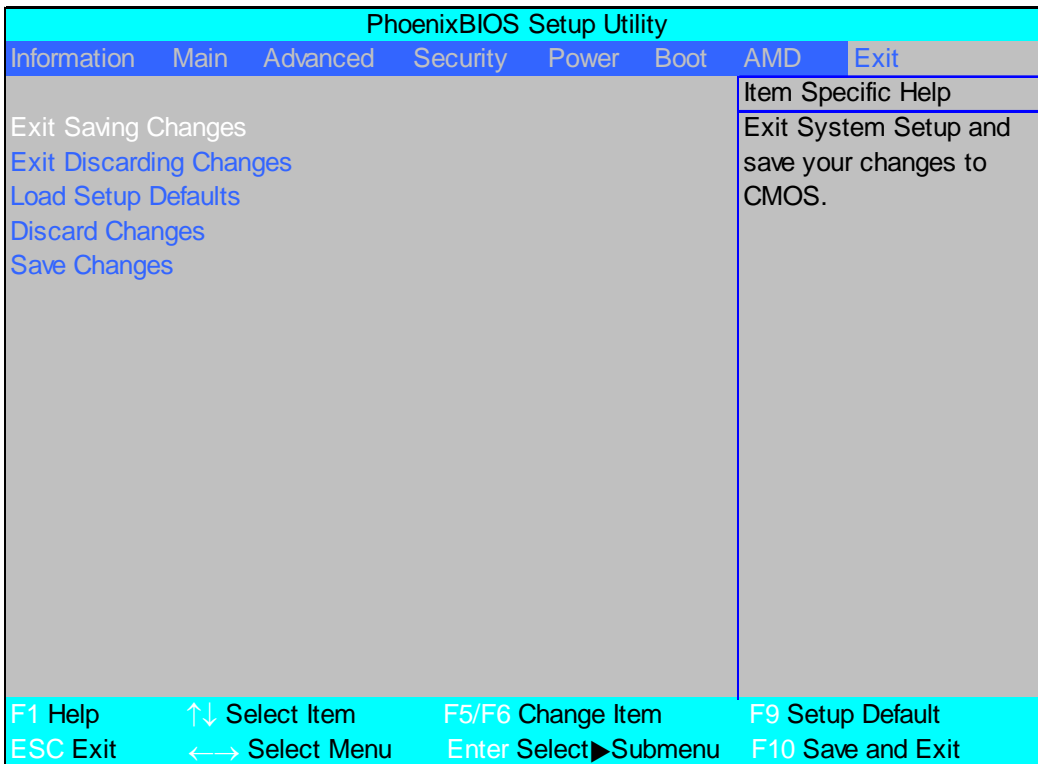 PhoenixBIOS Setup Utility
Information Main Advanced Security Power Boot AMD Exit
Item Specific Help
Exit Saving Changes
Exit Discarding Changes
Load Setup Defaults
Discard Changes
Save Changes
Exit System Setup and
save your changes to
CMOS.
F1 Help ↑↓ Select Item F5/F6 Change Item F9 Setup Default
ESC Exit ←→ Select Menu Enter Select▶Submenu F10 Save and Exit